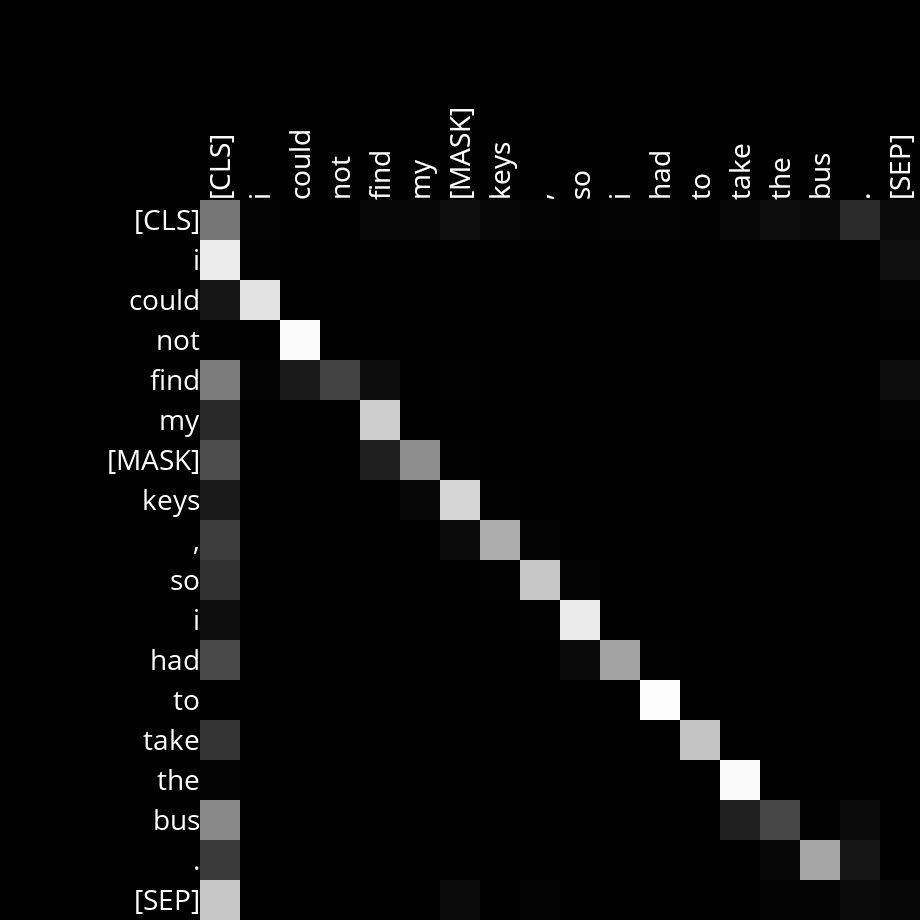 [CLS] i could not find my [MASK] keys , so i had to take the bus . [SEP]
[CLS]
i
could
not
find
my
[MASK]
keys
,
so
i
had
to
take
the
bus
.
[SEP]